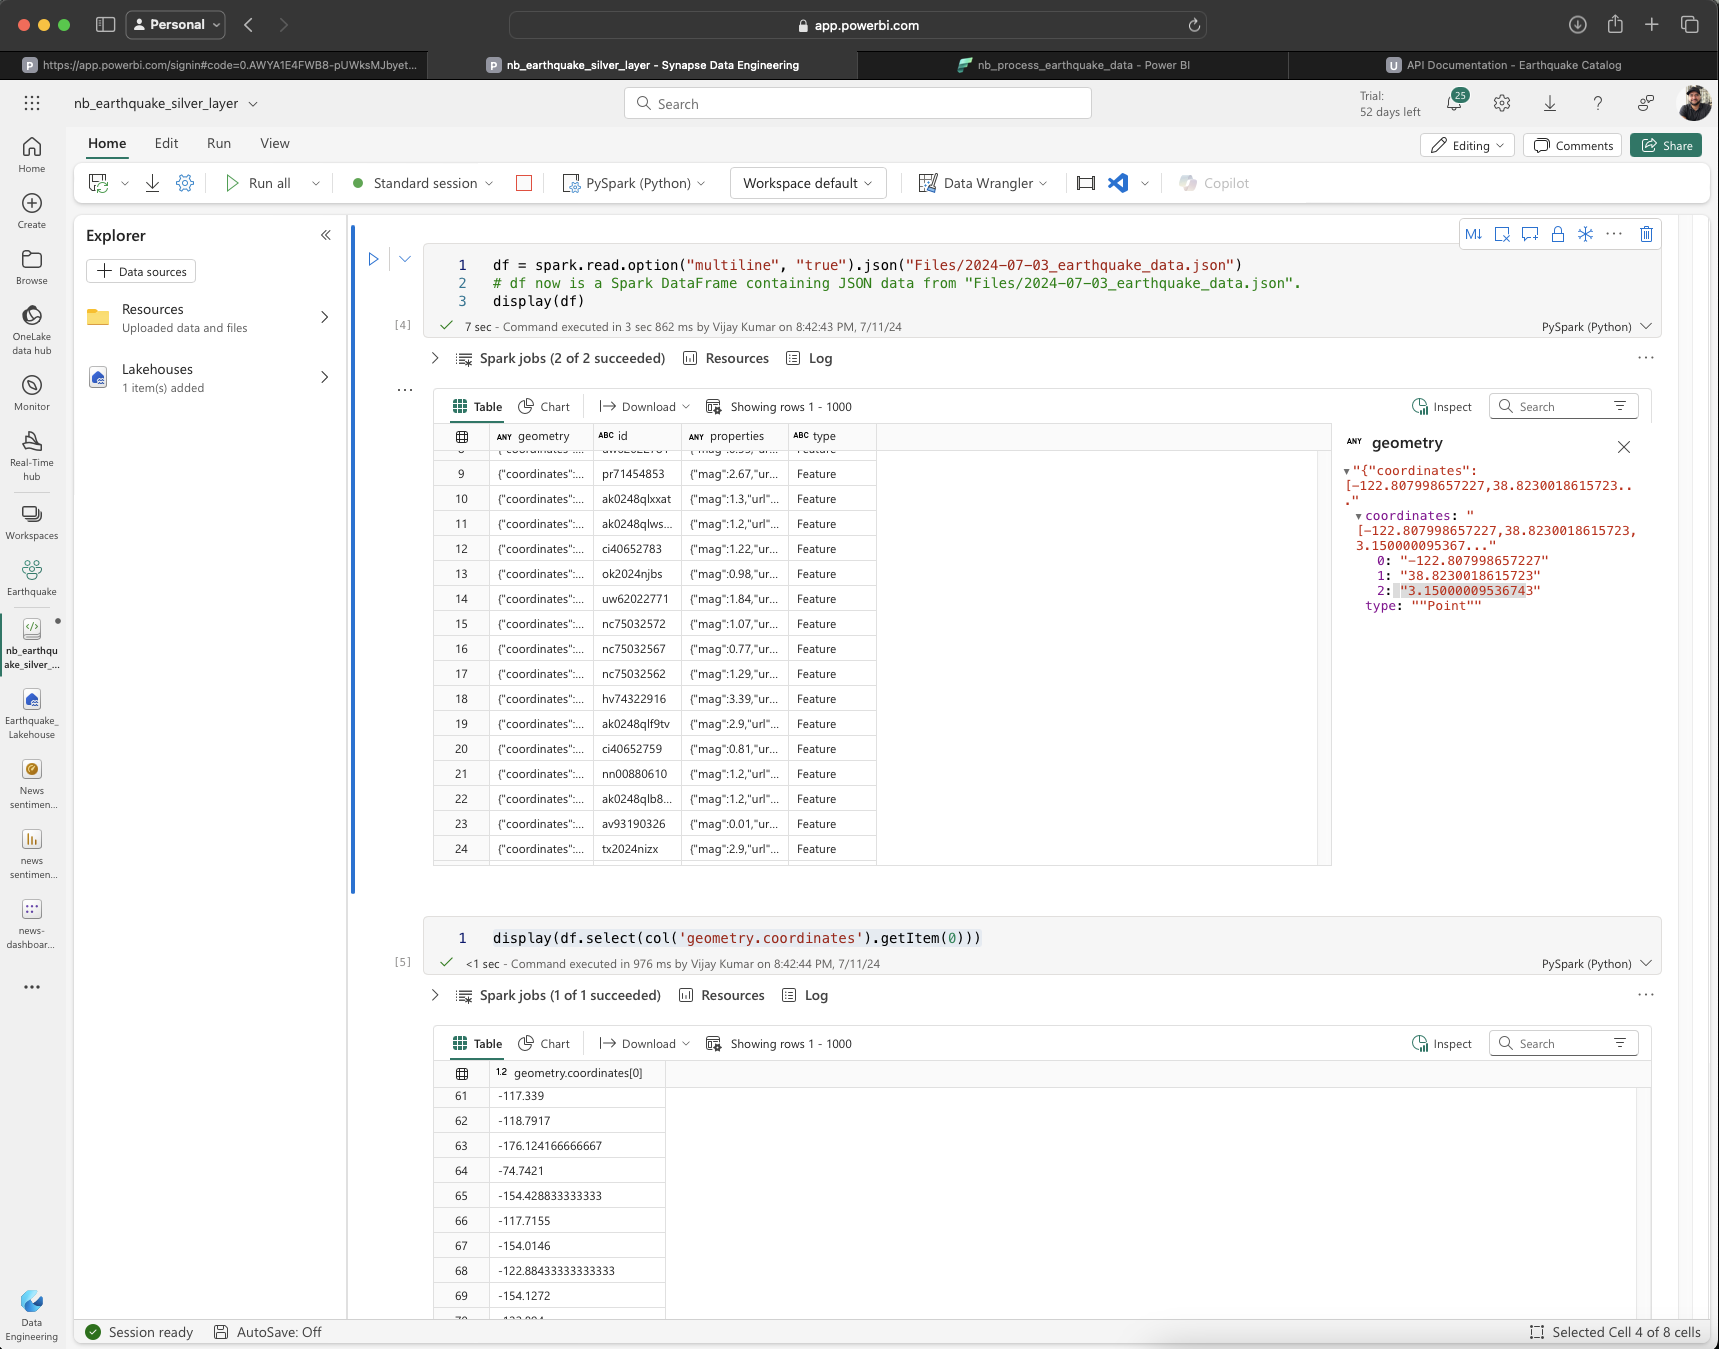 Personal
app.powerbi.com
https://app.powerbi.com/signin#code=0.AWYA1E4FWB8-pUWksMJbyet...
nb_earthquake_silver_layer - Synapse Data Engineering
nb_process_earthquake_data - Power BI
API Documentation - Earthquake Catalog
nb_earthquake_silver_layer
Search
Trial:
52 days left
25
Home Edit Run View
Editing
Comments
Share
Run all
Standard session
PySpark (Python)
Workspace default
Data Wrangler
Copilot
Home
Create
Browse
OneLake
data hub
Monitor
Real-Time
hub
Workspaces
Earthquake
nb_earthqu
ake_silver_...
Earthquake_
Lakehouse
News
sentimen...
news
sentimen...
news-
dashboar...
Data
Engineering
Explorer
Data sources
Resources
Uploaded data and files
Lakehouses
1 item(s) added
M↓
1 df = spark.read.option("multiline", "true").json("Files/2024-07-03_earthquake_data.json")
2 # df now is a Spark DataFrame containing JSON data from "Files/2024-07-03_earthquake_data.json".
3 display(df)
[4]
7 sec - Command executed in 3 sec 862 ms by Vijay Kumar on 8:42:43 PM, 7/11/24
PySpark (Python)
Spark jobs (2 of 2 succeeded) Resources Log
Table Chart Download Showing rows 1 - 1000
Inspect
Search
ANY geometry ABC id ANY properties ABC type
9 {"coordinates":... pr71454853 {"mag":2.67,"ur... Feature
10 {"coordinates":... ak0248qlxxat {"mag":1.3,"url"... Feature
11 {"coordinates":... ak0248qlws... {"mag":1.2,"url"... Feature
12 {"coordinates":... ci40652783 {"mag":1.22,"ur... Feature
13 {"coordinates":... ok2024njbs {"mag":0.98,"ur... Feature
14 {"coordinates":... uw62022771 {"mag":1.84,"ur... Feature
15 {"coordinates":... nc75032572 {"mag":1.07,"ur... Feature
16 {"coordinates":... nc75032567 {"mag":0.77,"ur... Feature
17 {"coordinates":... nc75032562 {"mag":1.29,"ur... Feature
18 {"coordinates":... hv74322916 {"mag":3.39,"ur... Feature
19 {"coordinates":... ak0248qlf9tv {"mag":2.9,"url"... Feature
20 {"coordinates":... ci40652759 {"mag":0.81,"ur... Feature
21 {"coordinates":... nn00880610 {"mag":1.2,"url"... Feature
22 {"coordinates":... ak0248qlb8... {"mag":1.2,"url"... Feature
23 {"coordinates":... av93190326 {"mag":0.01,"ur... Feature
24 {"coordinates":... tx2024nizx {"mag":2.9,"url"... Feature
ANY geometry
"{"coordinates":
[-122.807998657227,38.8230018615723..
."
coordinates: "
[-122.807998657227,38.8230018615723,
3.150000095367..."
0: "-122.807998657227"
1: "38.8230018615723"
2: "3.15000009536743"
type: ""Point""
1 display(df.select(col('geometry.coordinates').getItem(0)))
[5]
<1 sec - Command executed in 976 ms by Vijay Kumar on 8:42:44 PM, 7/11/24
PySpark (Python)
Spark jobs (1 of 1 succeeded) Resources Log
Table Chart Download Showing rows 1 - 1000
Inspect
Search
1.2 geometry.coordinates[0]
61 -117.339
62 -118.7917
63 -176.124166666667
64 -74.7421
65 -154.428833333333
66 -117.7155
67 -154.0146
68 -122.88433333333333
69 -154.1272
Session ready
AutoSave: Off
Selected Cell 4 of 8 cells